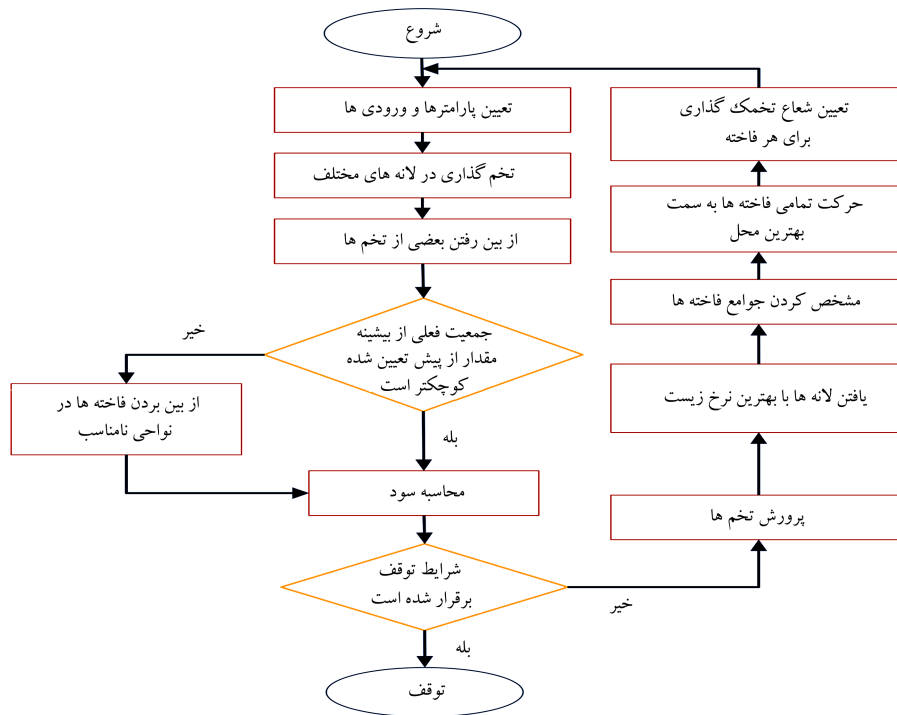 شروع
تعیین پارامترها و ورودی ها
تخم گذاری در لانه های مختلف
از بین رفتن بعضی از تخم ها
جمعیت فعلی از بیشینه
مقدار از پیش تعیین شده
کوچکتر است
خیر
از بین بردن فاخته ها در
نواحی نامناسب
بله
محاسبه سود
شرایط توقف
برقرار شده است
بله
توقف
خیر
پرورش تخم ها
یافتن لانه ها با بهترین نرخ زیست
مشخص کردن جوامع فاخته ها
حرکت تمامی فاخته ها به سمت
بهترین محل
تعیین شعاع تخمک گذاری
برای هر فاخته